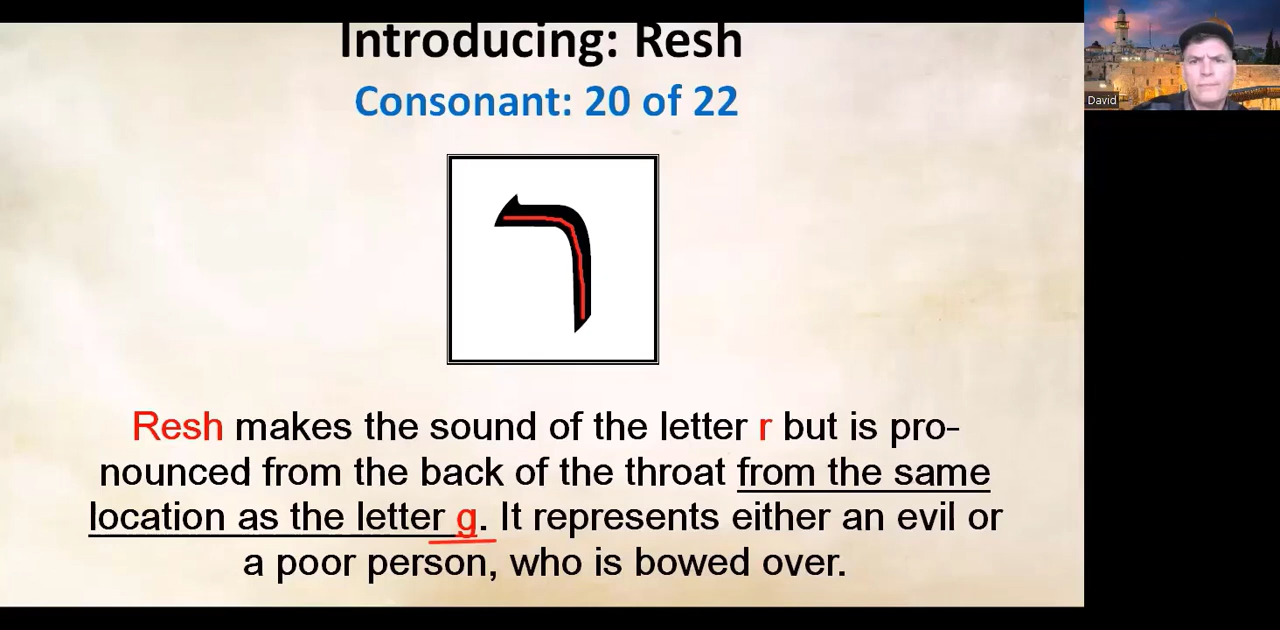 Introducing: Resh
Consonant: 20 of 22
ר
Resh makes the sound of the letter r but is pro-
nounced from the back of the throat from the same
location as the letter g. It represents either an evil or
a poor person, who is bowed over.
David